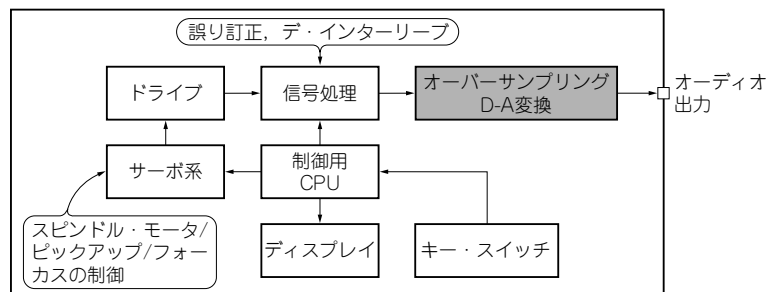 誤り訂正，デ・インターリーブ
ドライブ
信号処理
オーバーサンプリング
D-A変換
オーディオ
出力
サーボ系
制御用
CPU
スピンドル・モータ/
ピックアップ/フォー
カスの制御
ディスプレイ
キー・スイッチ